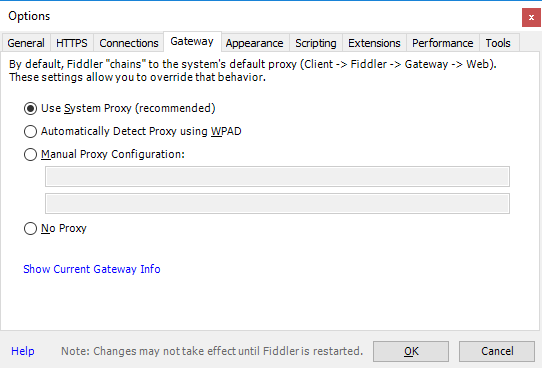 Options
x
General HTTPS Connections Gateway Appearance Scripting Extensions Performance Tools
By default, Fiddler "chains" to the system's default proxy (Client -> Fiddler -> Gateway -> Web).
These settings allow you to override that behavior.
Use System Proxy (recommended)
Automatically Detect Proxy using WPAD
Manual Proxy Configuration:
No Proxy
Show Current Gateway Info
Help Note: Changes may not take effect until Fiddler is restarted. OK Cancel